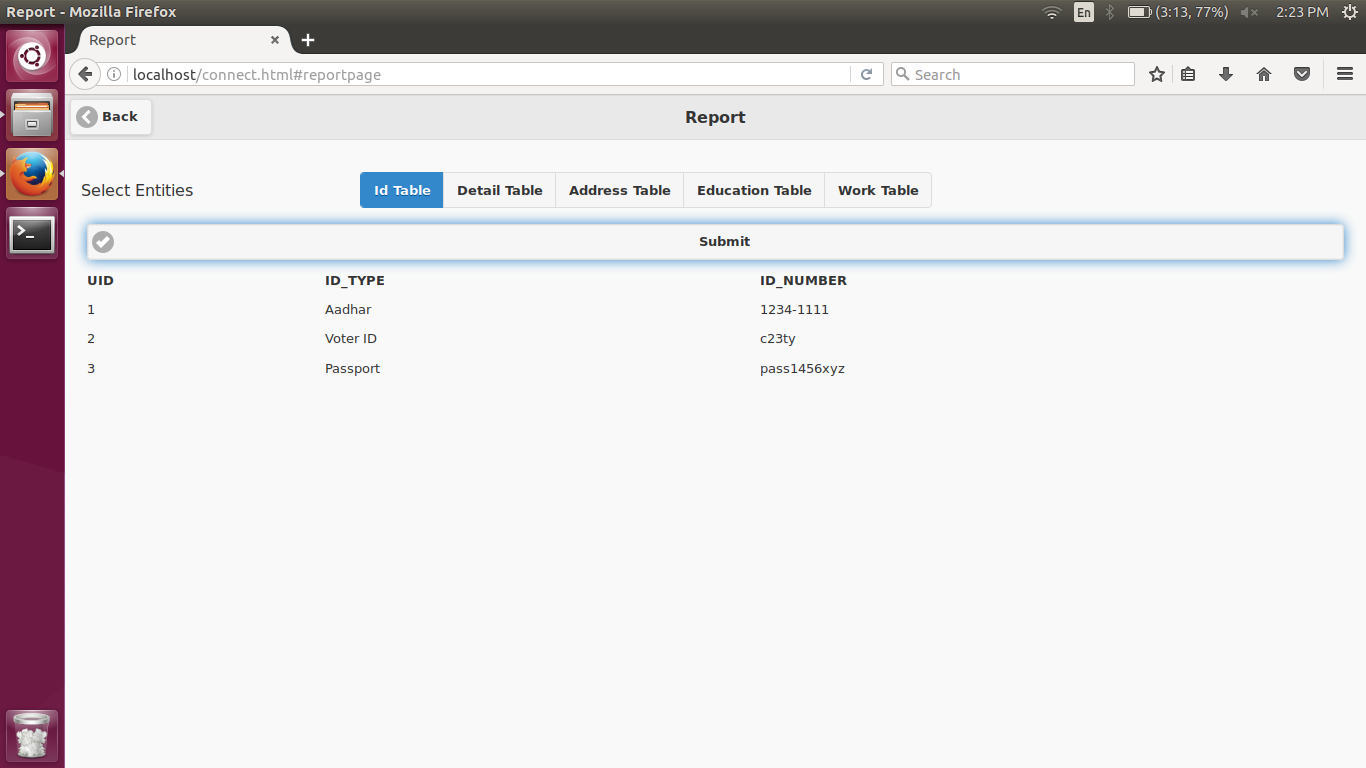 Report - Mozilla Firefox
En
(3:13, 77%)
2:23 PM
Report
localhost/connect.html#reportpage
Search
Back
Report
Select Entities
Id Table Detail Table Address Table Education Table Work Table
Submit
UID ID_TYPE ID_NUMBER
1 Aadhar 1234-1111
2 Voter ID c23ty
3 Passport pass1456xyz